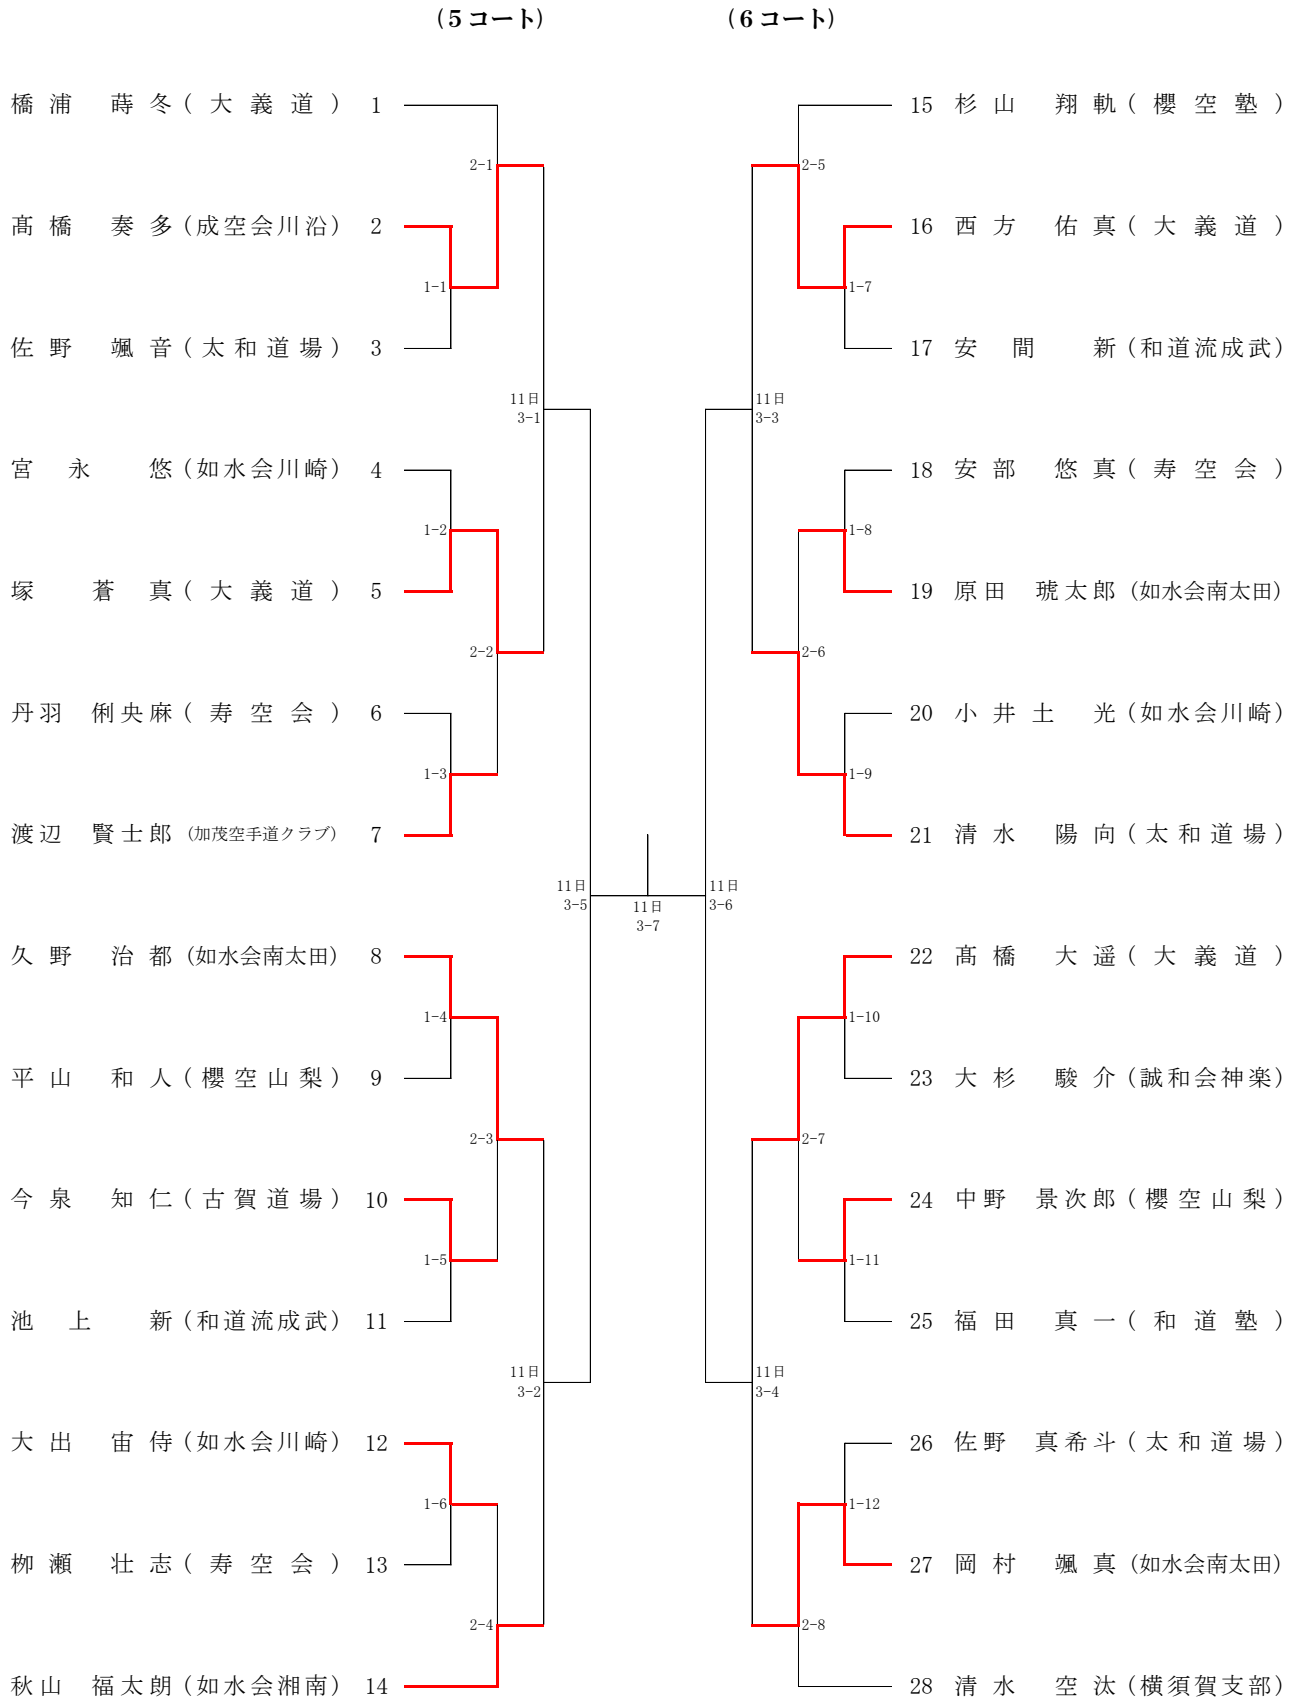 (5コート)
(6コート)
橋浦 蒔冬(大義道) 1
2-1
髙橋 奏多(成空会川沿) 2
1-1
佐野 颯音(太和道場) 3
11日
3-1
宮永 悠(如水会川崎) 4
1-2
塚 蒼真(大義道) 5
2-2
丹羽 俐央麻(寿空会) 6
1-3
渡辺 賢士郎(加茂空手道クラブ) 7
11日
3-5
久野 治都(如水会南太田) 8
1-4
平山 和人(櫻空山梨) 9
2-3
今泉 知仁(古賀道場) 10
1-5
池上 新(和道流成武) 11
11日
3-2
大出 宙侍(如水会川崎) 12
1-6
栁瀬 壮志(寿空会) 13
2-4
秋山 福太朗(如水会湘南) 14
11日
3-7
15 杉山 翔軌(櫻空塾)
2-5
16 西方 佑真(大義道)
1-7
17 安間 新(和道流成武)
11日
3-3
18 安部 悠真(寿空会)
1-8
19 原田 琥太郎(如水会南太田)
2-6
20 小井土 光(如水会川崎)
1-9
21 清水 陽向(太和道場)
11日
3-6
22 髙橋 大遥(大義道)
1-10
23 大杉 駿介(誠和会神楽)
2-7
24 中野 景次郎(櫻空山梨)
1-11
25 福田 真一(和道塾)
11日
3-4
26 佐野 真希斗(太和道場)
1-12
27 岡村 颯真(如水会南太田)
2-8
28 清水 空汰(横須賀支部)